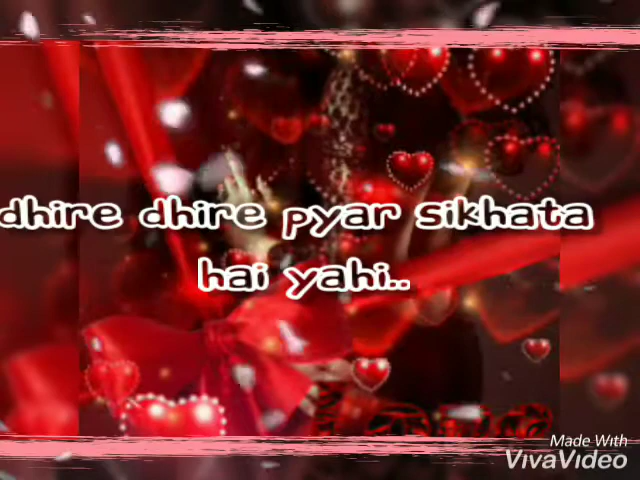 dhire dhire pyar sikhata
hai yahi..
Made With
VivaVideo